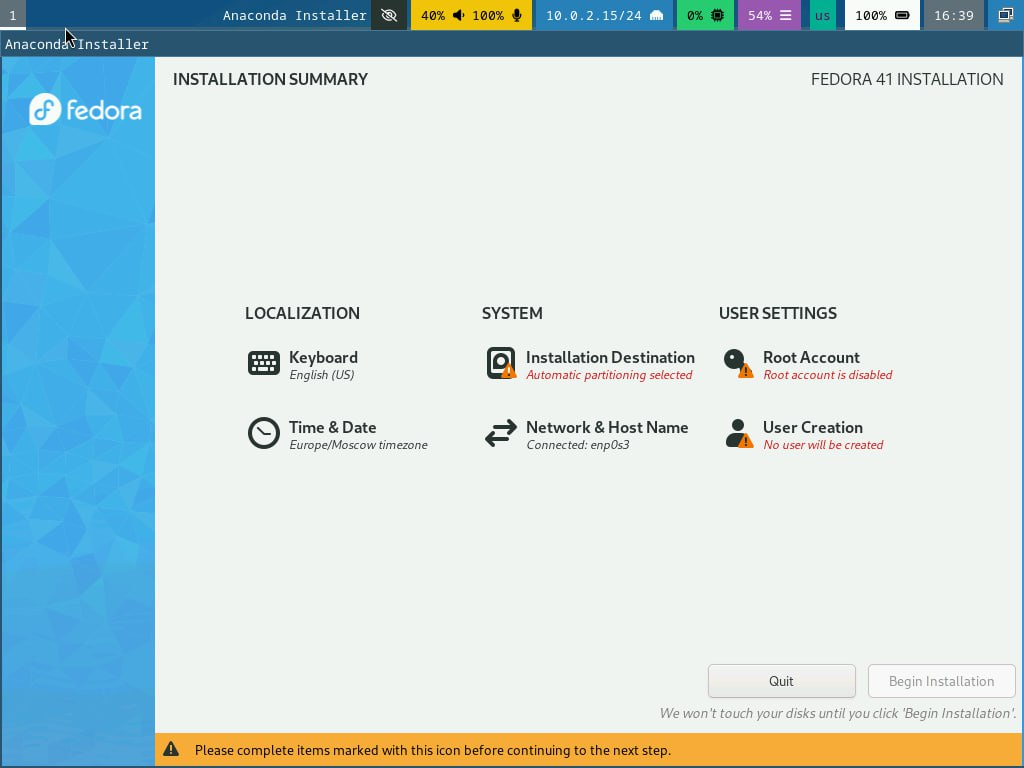 1
Anaconda Installer
40%
100%
10.0.2.15/24
0%
54%
us
100%
16:39
Anaconda Installer
fedora
INSTALLATION SUMMARY
FEDORA 41 INSTALLATION
LOCALIZATION
Keyboard
English (US)
Time & Date
Europe/Moscow timezone
SYSTEM
Installation Destination
Automatic partitioning selected
Network & Host Name
Connected: enp0s3
USER SETTINGS
Root Account
Root account is disabled
User Creation
No user will be created
Quit
Begin Installation
We won't touch your disks until you click 'Begin Installation'.
Please complete items marked with this icon before continuing to the next step.